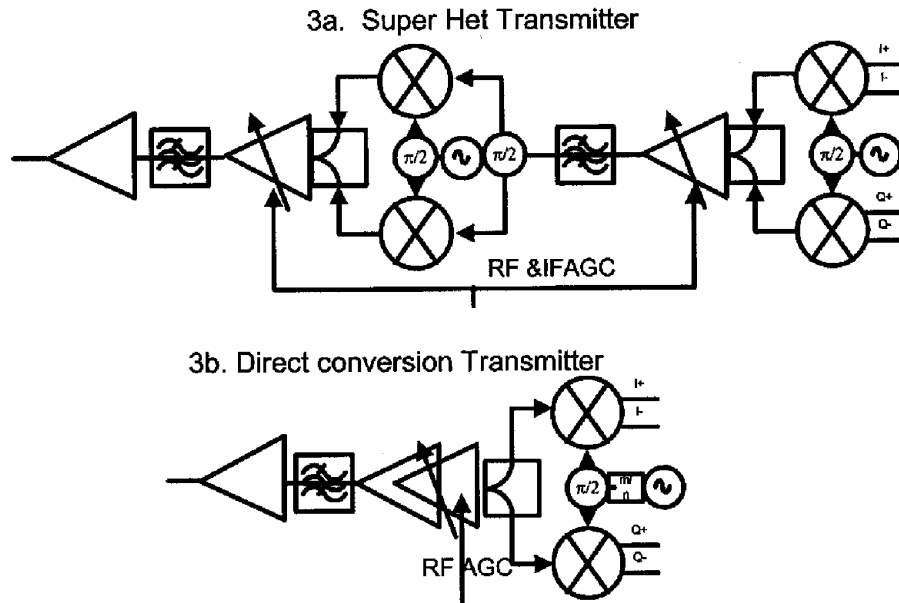 3a. Super Het Transmitter
I+
I-
π/2
π/2
π/2
Q+
Q-
RF &IFAGC
3b. Direct conversion Transmitter
I+
I-
π/2
m/
n
Q+
Q-
RF AGC